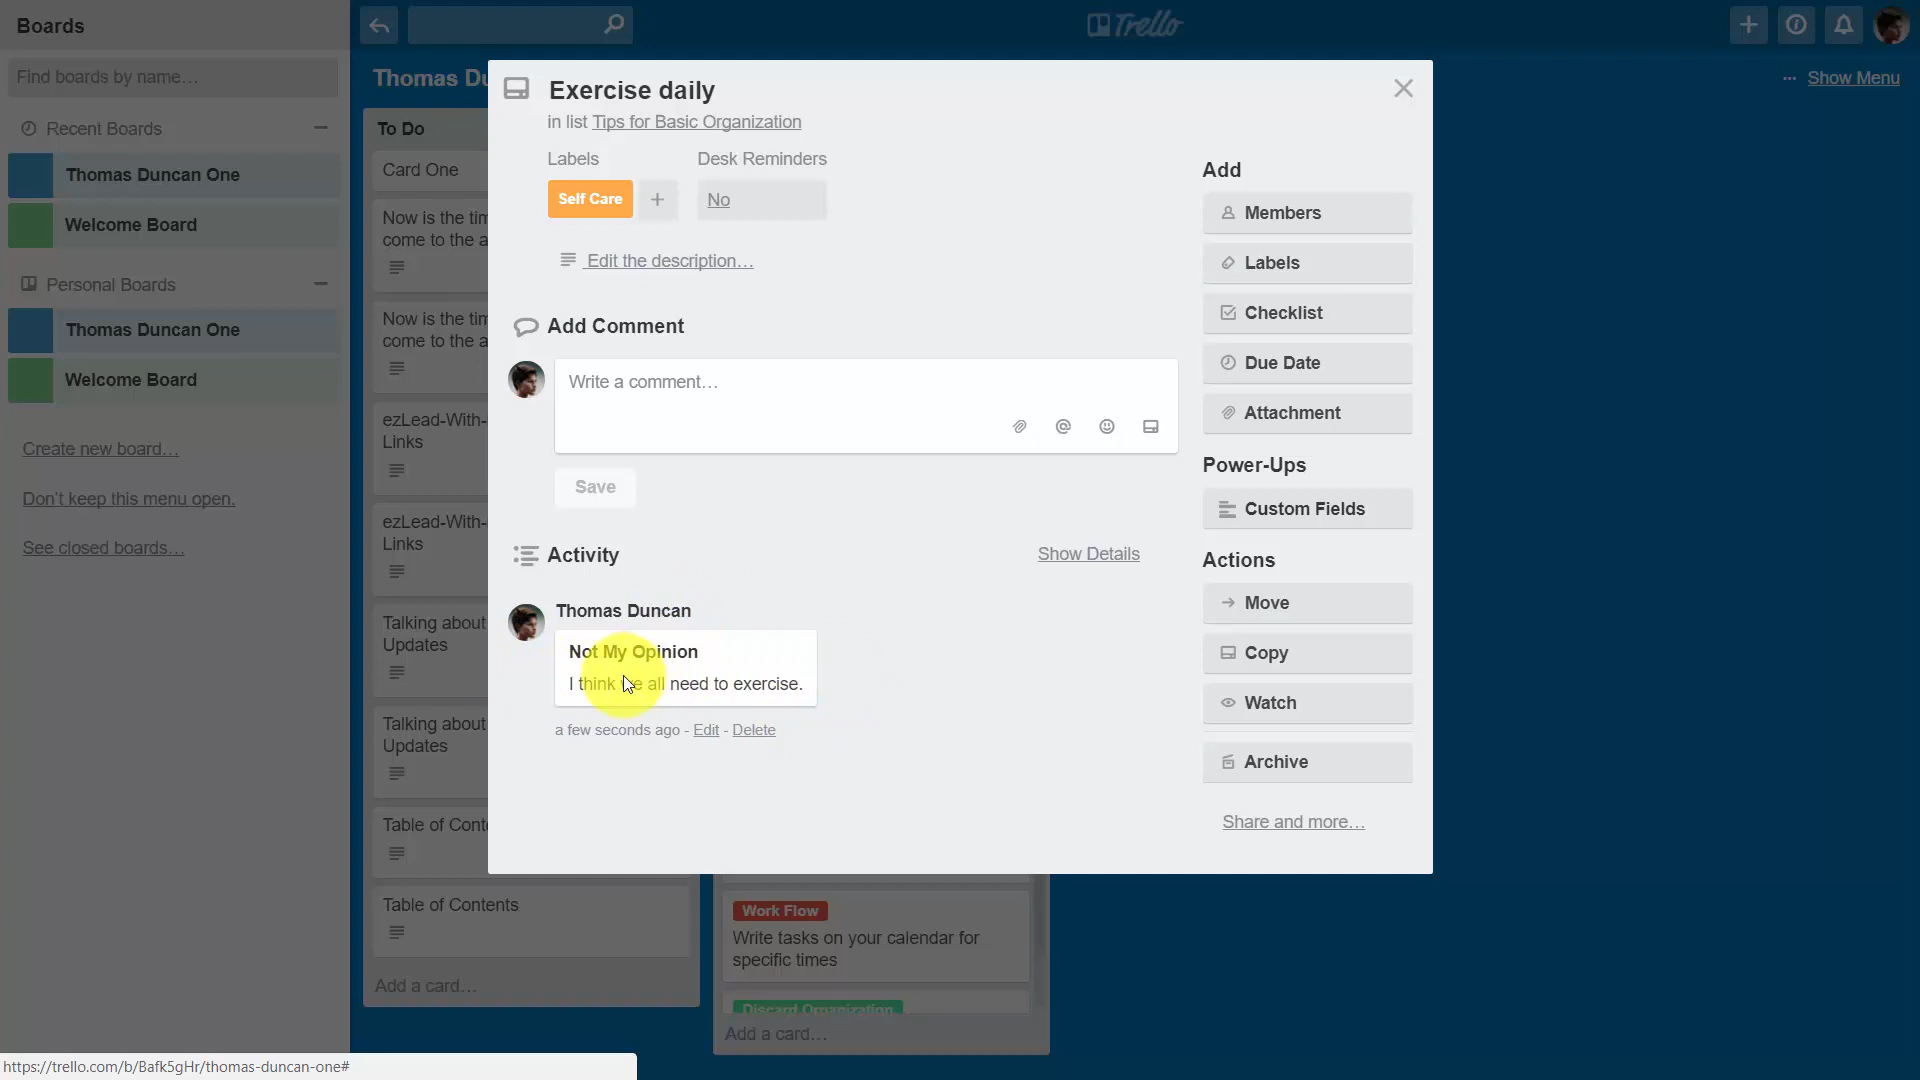 Boards
Find boards by name…
Recent Boards
Thomas Duncan One
Welcome Board
Personal Boards
Thomas Duncan One
Welcome Board
Create new board…
Don't keep this menu open.
See closed boards…
Trello
Thomas Du
... Show Menu
To Do
Card One
Now is the tim
come to the a
Now is the tim
come to the a
ezLead-With-
Links
ezLead-With-
Links
Talking about
Updates
Talking about
Updates
Table of Conte
Table of Contents
Add a card…
Exercise daily
in list Tips for Basic Organization
Labels
Desk Reminders
Self Care
+
No
Edit the description…
Add Comment
Write a comment…
@
Save
Activity
Show Details
Thomas Duncan
Not My Opinion
I think we all need to exercise.
a few seconds ago - Edit - Delete
Add
Members
Labels
Checklist
Due Date
Attachment
Power-Ups
Custom Fields
Actions
Move
Copy
Watch
Archive
Share and more…
Work Flow
Write tasks on your calendar for
specific times
Discard Organization
Add a card…
https://trello.com/b/Bafk5gHr/thomas-duncan-one#